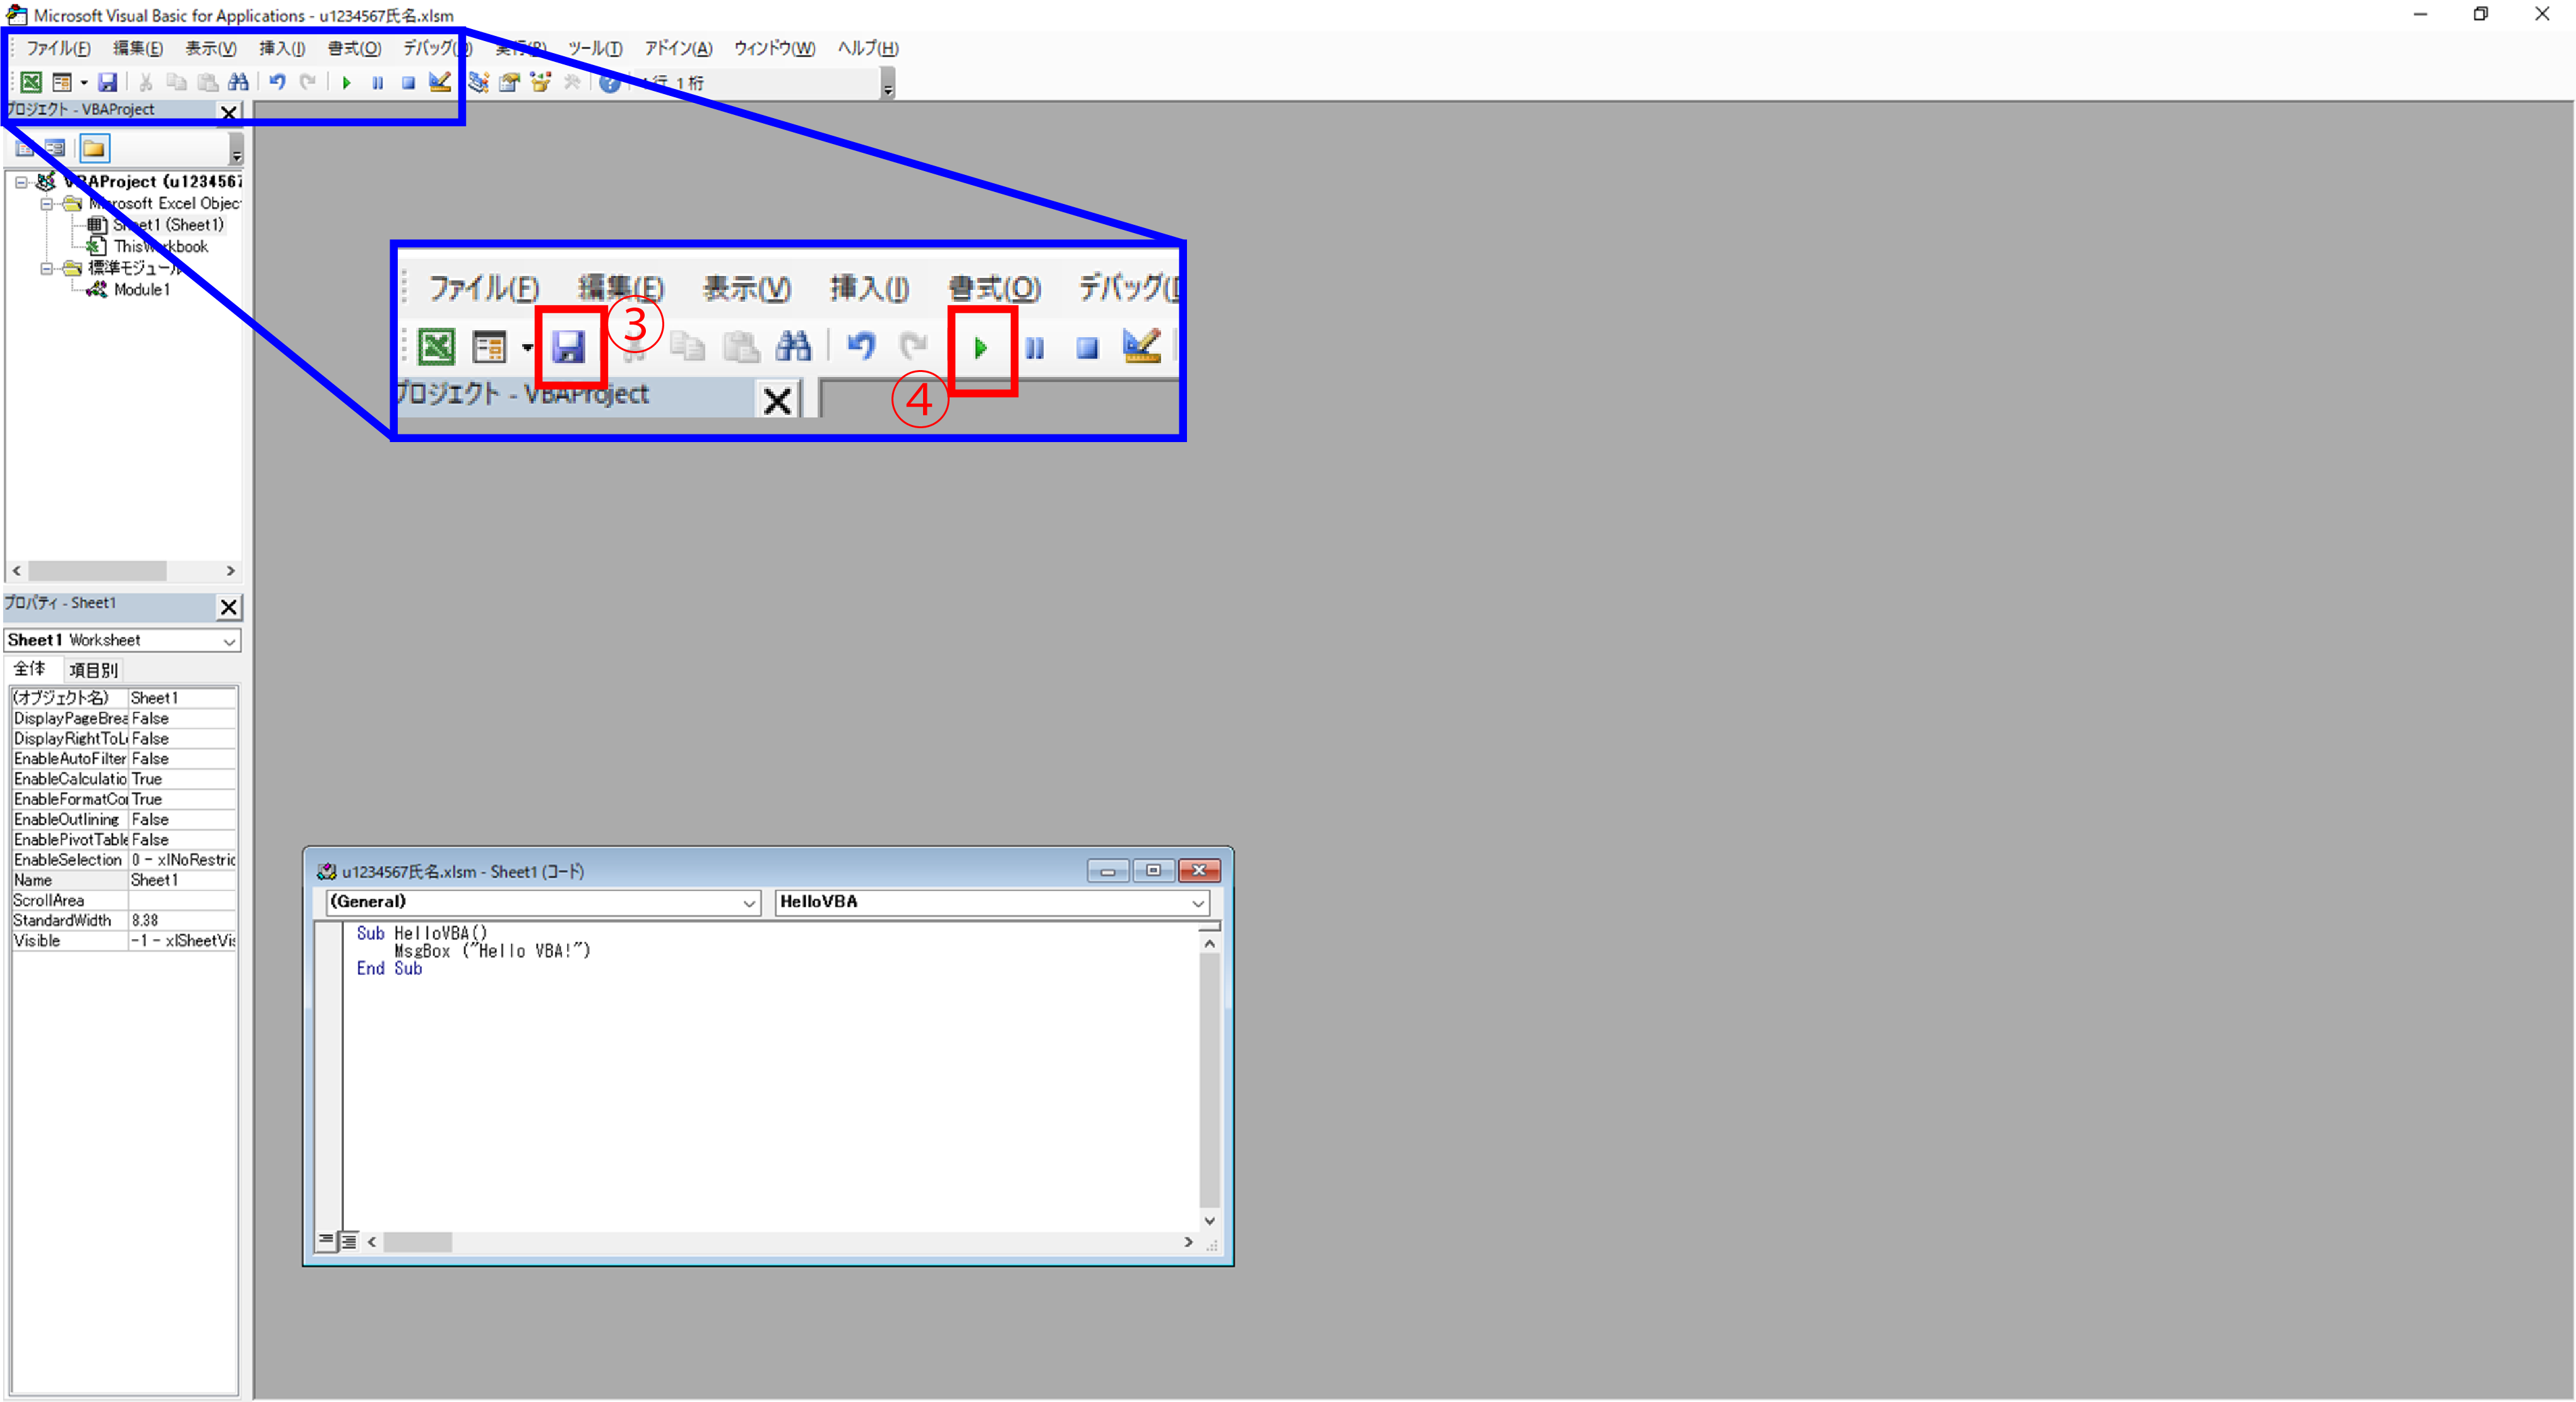 Microsoft Visual Basic for Applications - u1234567氏名.xlsm
ファイル(F) 編集(E) 表示(V) 挿入(I) 書式(O) デバッグ(D) 実行(R) ツール(T) アドイン(A) ウィンドウ(W) ヘルプ(H)
行, 1 桁
プロジェクト - VBAProject
VBAProject (u1234567
Microsoft Excel Objec
Sheet1 (Sheet1)
ThisWorkbook
標準モジュール
Module1
ファイル(F) 編集(E) 表示(V) 挿入(I) 書式(O) デバッグ(D
③
④
プロジェクト - VBAProject
プロパティ - Sheet1
Sheet1 Worksheet
全体 項目別
(オブジェクト名) Sheet1
DisplayPageBrea False
DisplayRightToL False
EnableAutoFilter False
EnableCalculatio True
EnableFormatCo True
EnableOutlining False
EnablePivotTable False
EnableSelection 0 - xlNoRestric
Name Sheet1
ScrollArea
StandardWidth 8.38
Visible -1 - xlSheetVis
u1234567氏名.xlsm - Sheet1 (コード)
(General) HelloVBA
Sub HelloVBA()
MsgBox ("Hello VBA!")
End Sub